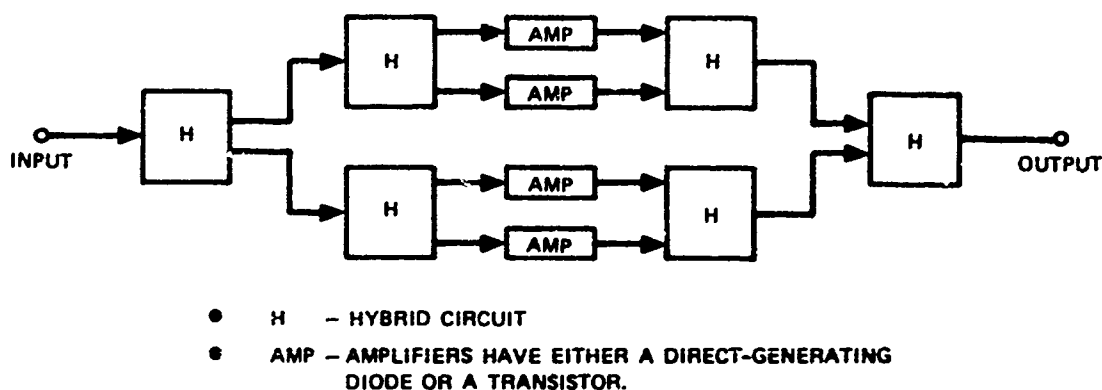 H
AMP
H
AMP
H
INPUT
H
OUTPUT
H
AMP
H
AMP
● H – HYBRID CIRCUIT
● AMP – AMPLIFIERS HAVE EITHER A DIRECT-GENERATING
DIODE OR A TRANSISTOR.